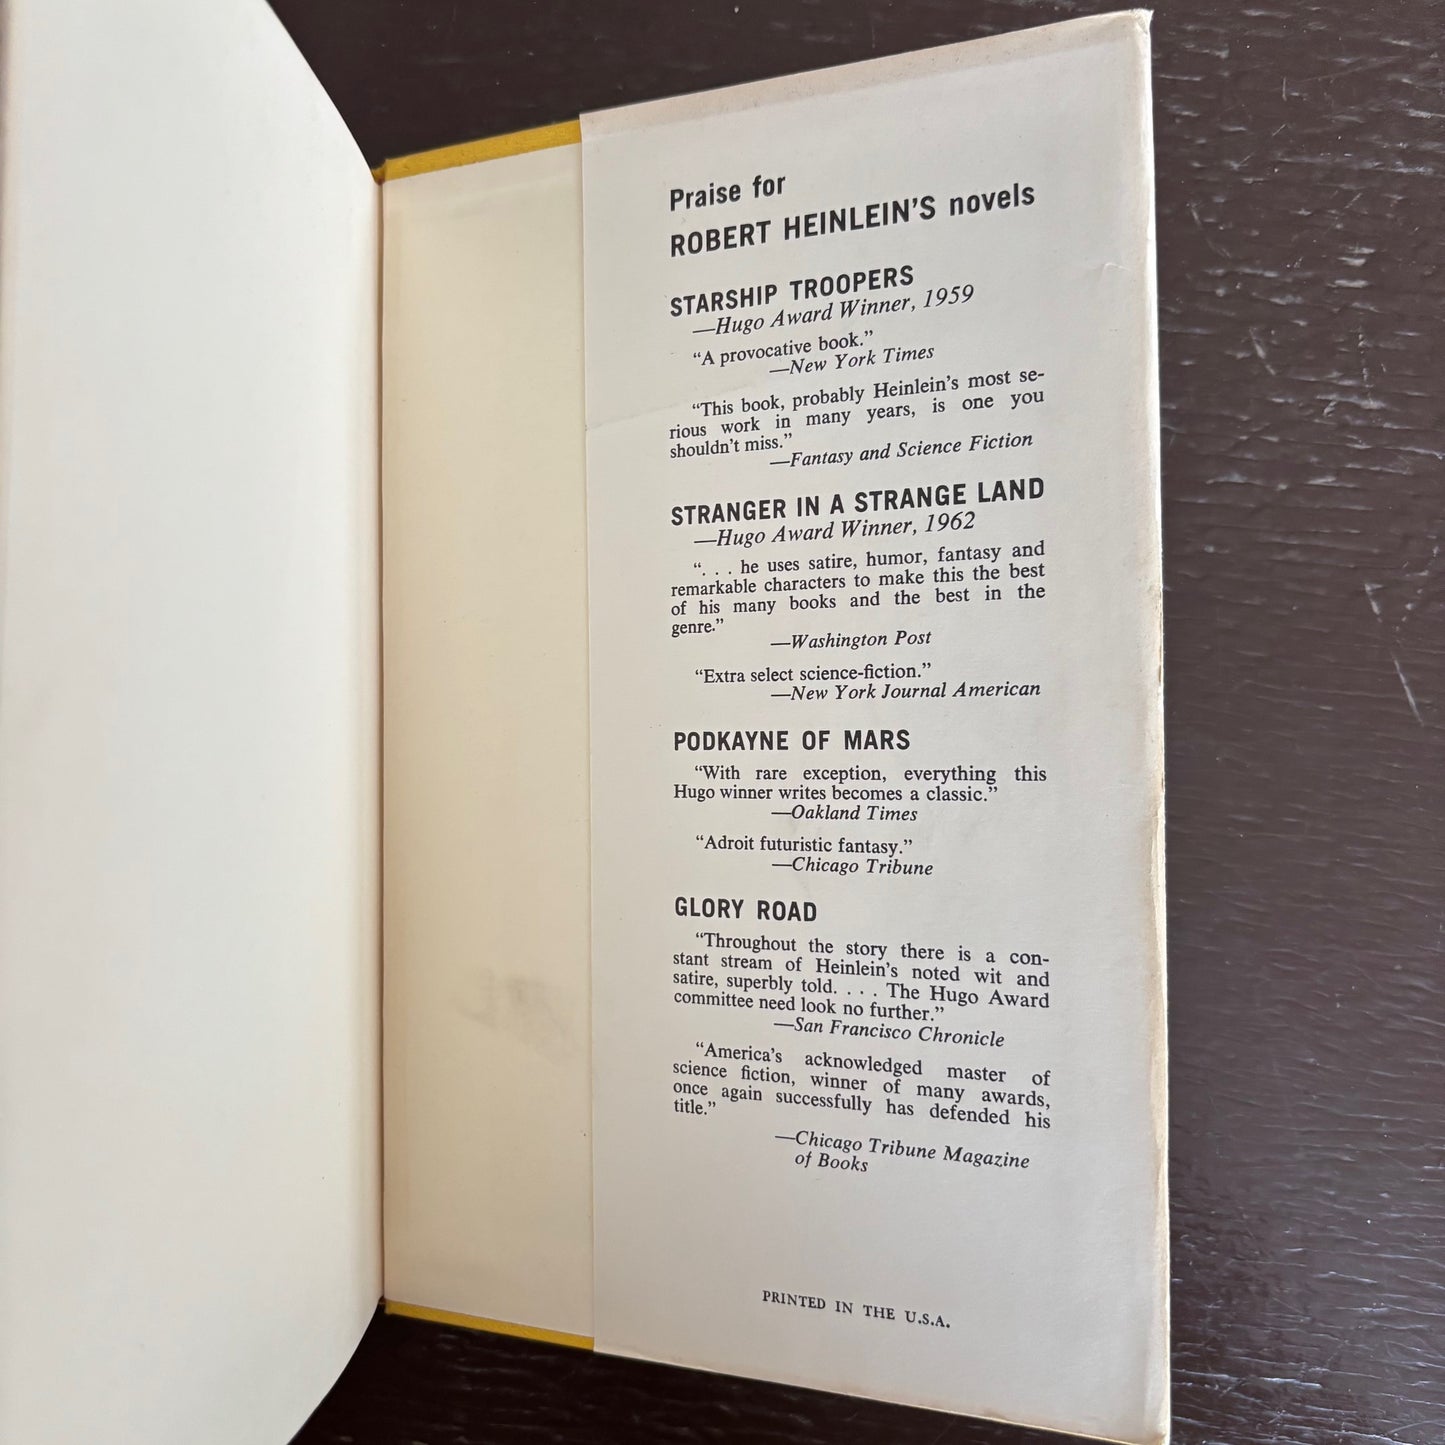 Praise for
ROBERT HEINLEIN'S novels
STARSHIP TROOPERS
—Hugo Award Winner, 1959
“A provocative book.”
—New York Times
“This book, probably Heinlein's most se-
rious work in many years, is one you
shouldn't miss.”
—Fantasy and Science Fiction
STRANGER IN A STRANGE LAND
—Hugo Award Winner, 1962
“. . . he uses satire, humor, fantasy and
remarkable characters to make this the best
of his many books and the best in the
genre.”
—Washington Post
“Extra select science-fiction.”
—New York Journal American
PODKAYNE OF MARS
“With rare exception, everything this
Hugo winner writes becomes a classic.”
—Oakland Times
“Adroit futuristic fantasy.”
—Chicago Tribune
GLORY ROAD
“Throughout the story there is a con-
stant stream of Heinlein's noted wit and
satire, superbly told. . . . The Hugo Award
committee need look no further.”
—San Francisco Chronicle
“America's acknowledged master of
science fiction, winner of many awards,
once again successfully has defended his
title.”
—Chicago Tribune Magazine
of Books
PRINTED IN THE U.S.A.